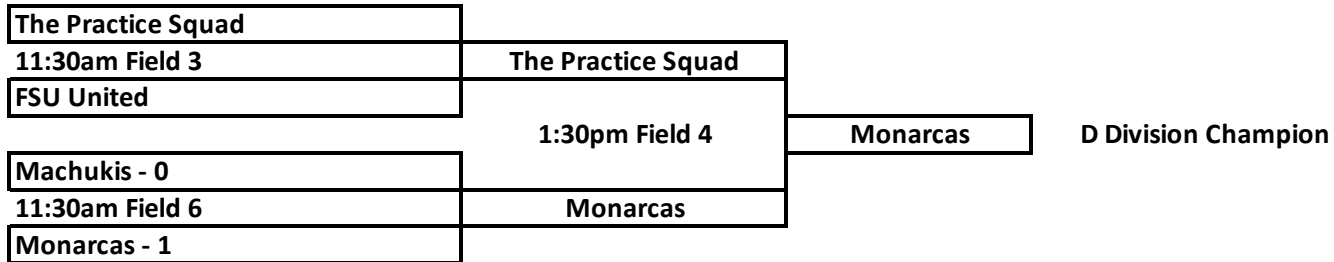 The Practice Squad
11:30am Field 3
The Practice Squad
FSU United
1:30pm Field 4
Monarcas
D Division Champion
Machukis - 0
11:30am Field 6
Monarcas
Monarcas - 1